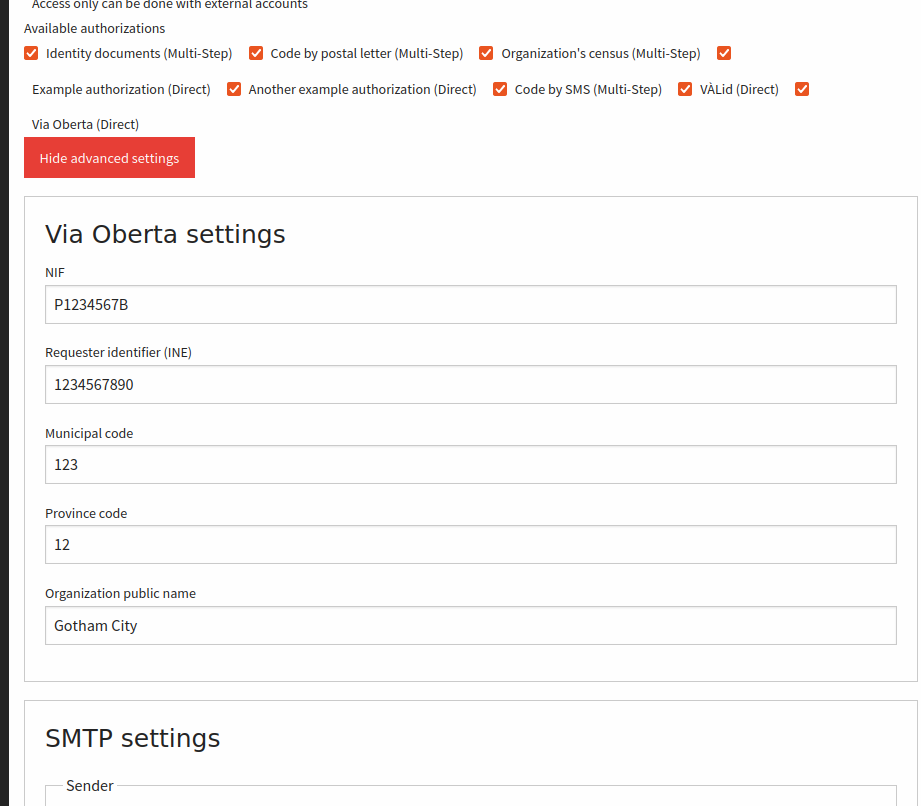 Access only can be done with external accounts
Available authorizations
Identity documents (Multi-Step) Code by postal letter (Multi-Step) Organization's census (Multi-Step)
Example authorization (Direct) Another example authorization (Direct) Code by SMS (Multi-Step) VÀLid (Direct)
Via Oberta (Direct)
Hide advanced settings
Via Oberta settings
NIF
P1234567B
Requester identifier (INE)
1234567890
Municipal code
123
Province code
12
Organization public name
Gotham City
SMTP settings
Sender